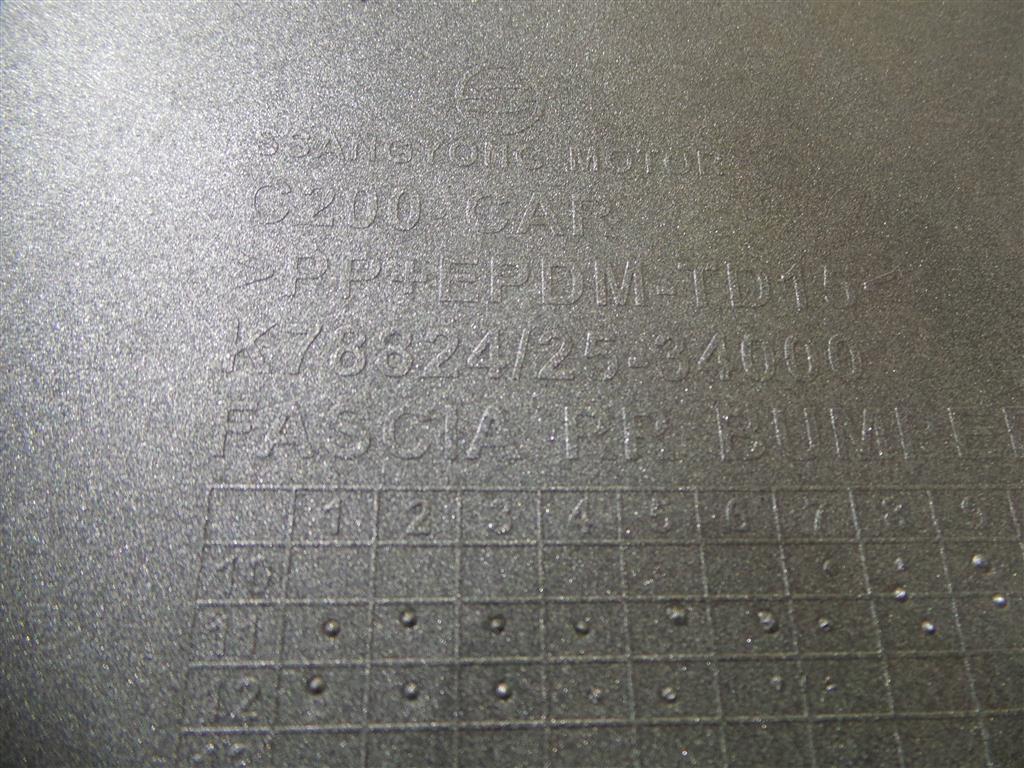 SSANGYONG MOTOR
C200 CAR
>PP+EPDM-TD15<
K78824/25-34000
FASCIA RR BUMPER
1 2 3 4 5 6 7 8 9
10
11
12